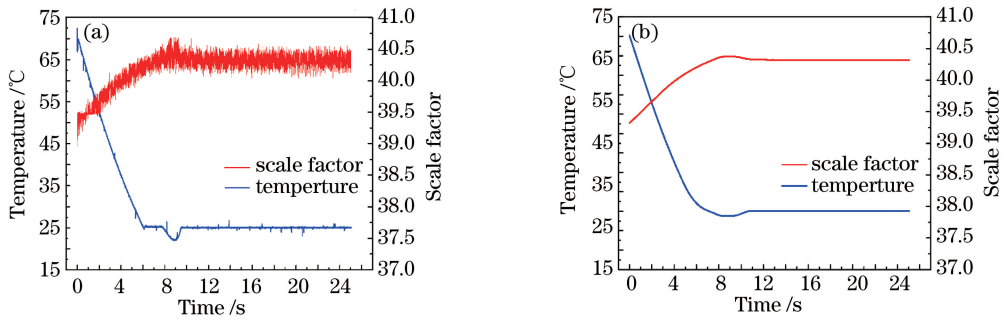 (a)
75
65
55
45
35
25
15
Temperature /℃
41.0
40.5
40.0
39.5
39.0
38.5
38.0
37.5
37.0
Scale factor
scale factor
temperture
0 4 8 12 16 20 24
Time /s
(b)
75
65
55
45
35
25
15
Temperature /℃
41.0
40.5
40.0
39.5
39.0
38.5
38.0
37.5
37.0
Scale factor
scale factor
temperture
0 4 8 12 16 20 24
Time /s